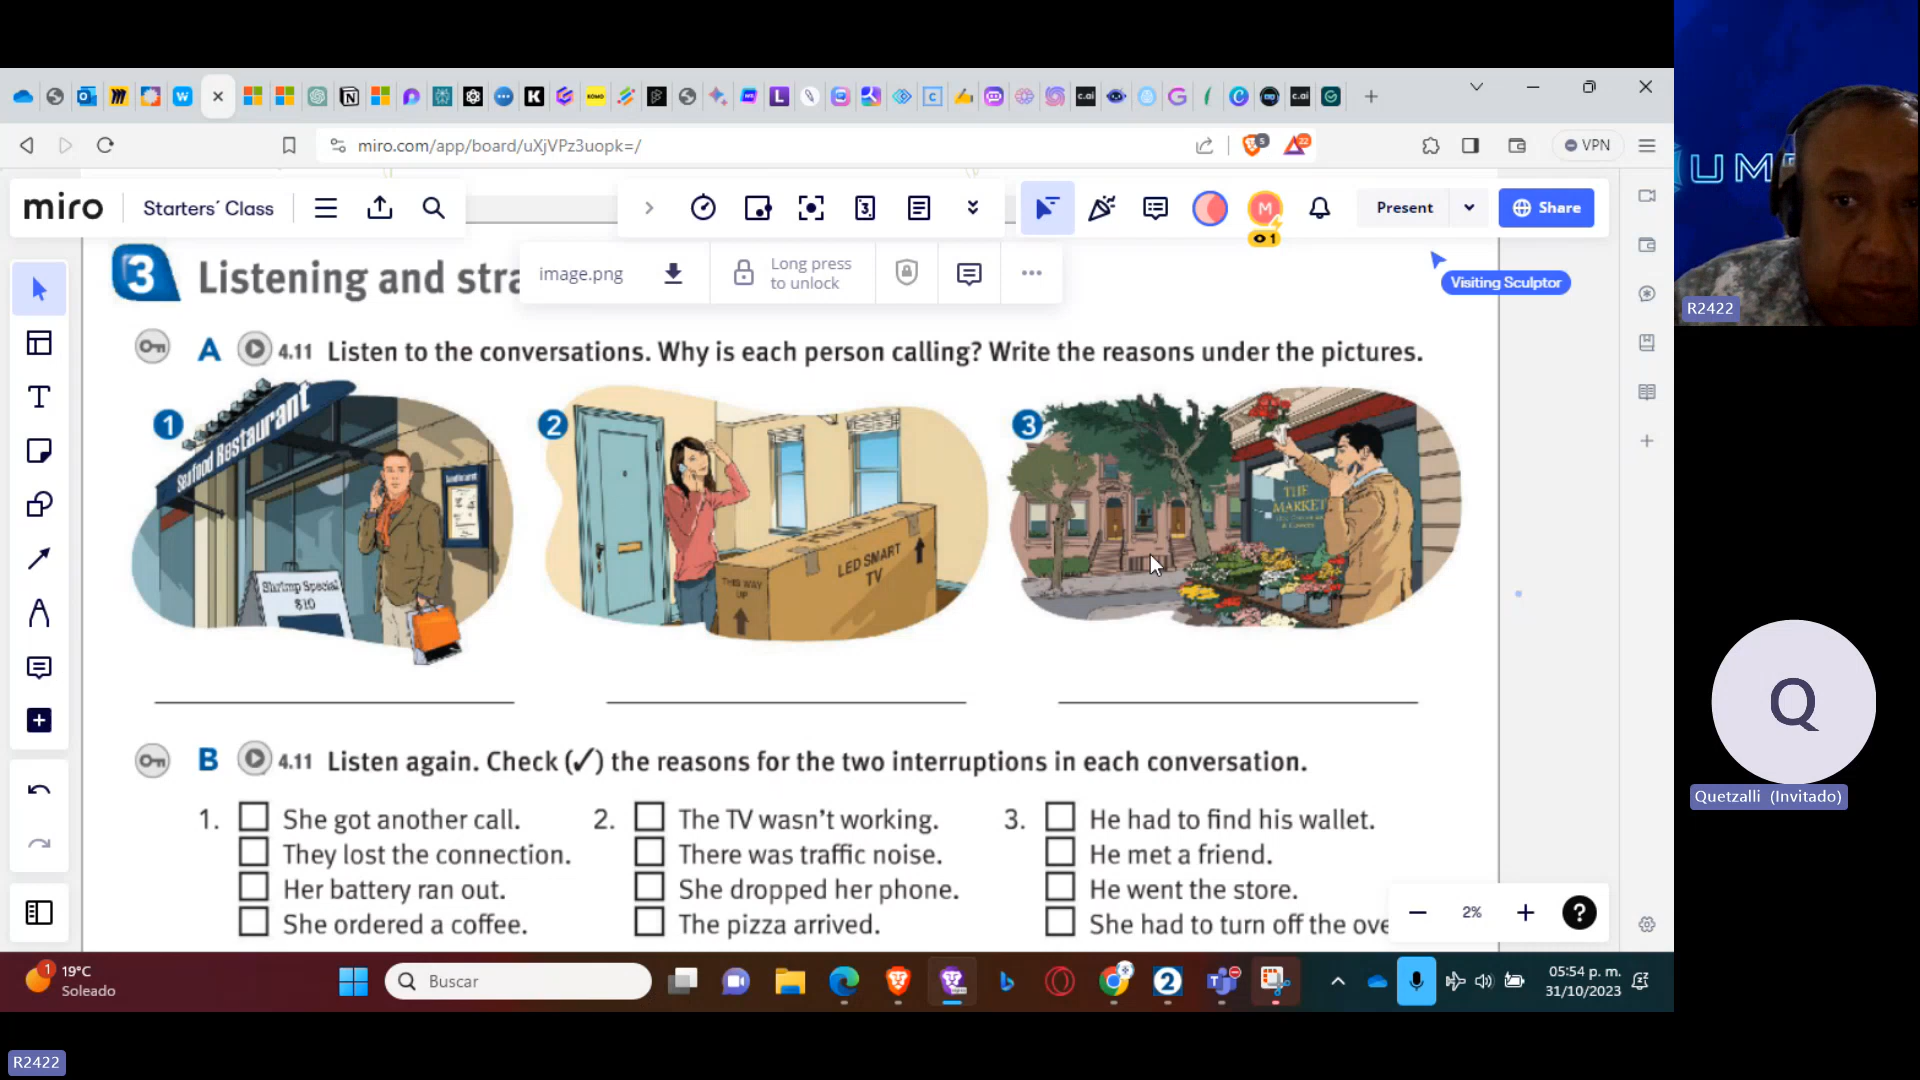 miro.com/app/board/uXjVPz3uopk=/
VPN
miro
Starters´ Class
M
1
Present
Share
3 Listening and stra
image.png
Long press
to unlock
Visiting Sculptor
A 4.11 Listen to the conversations. Why is each person calling? Write the reasons under the pictures.
1
Seafood Restaurant
Shrimp Special
$10
2
THIS WAY
UP
LED SMART
TV
3
THE
MARKET
B 4.11 Listen again. Check (✓) the reasons for the two interruptions in each conversation.
1. She got another call.
They lost the connection.
Her battery ran out.
She ordered a coffee.
2. The TV wasn't working.
There was traffic noise.
She dropped her phone.
The pizza arrived.
3. He had to find his wallet.
He met a friend.
He went the store.
She had to turn off the ove
2%
?
1
19°C
Soleado
Buscar
05:54 p. m.
31/10/2023
R2422
Q
Quetzalli (Invitado)
R2422